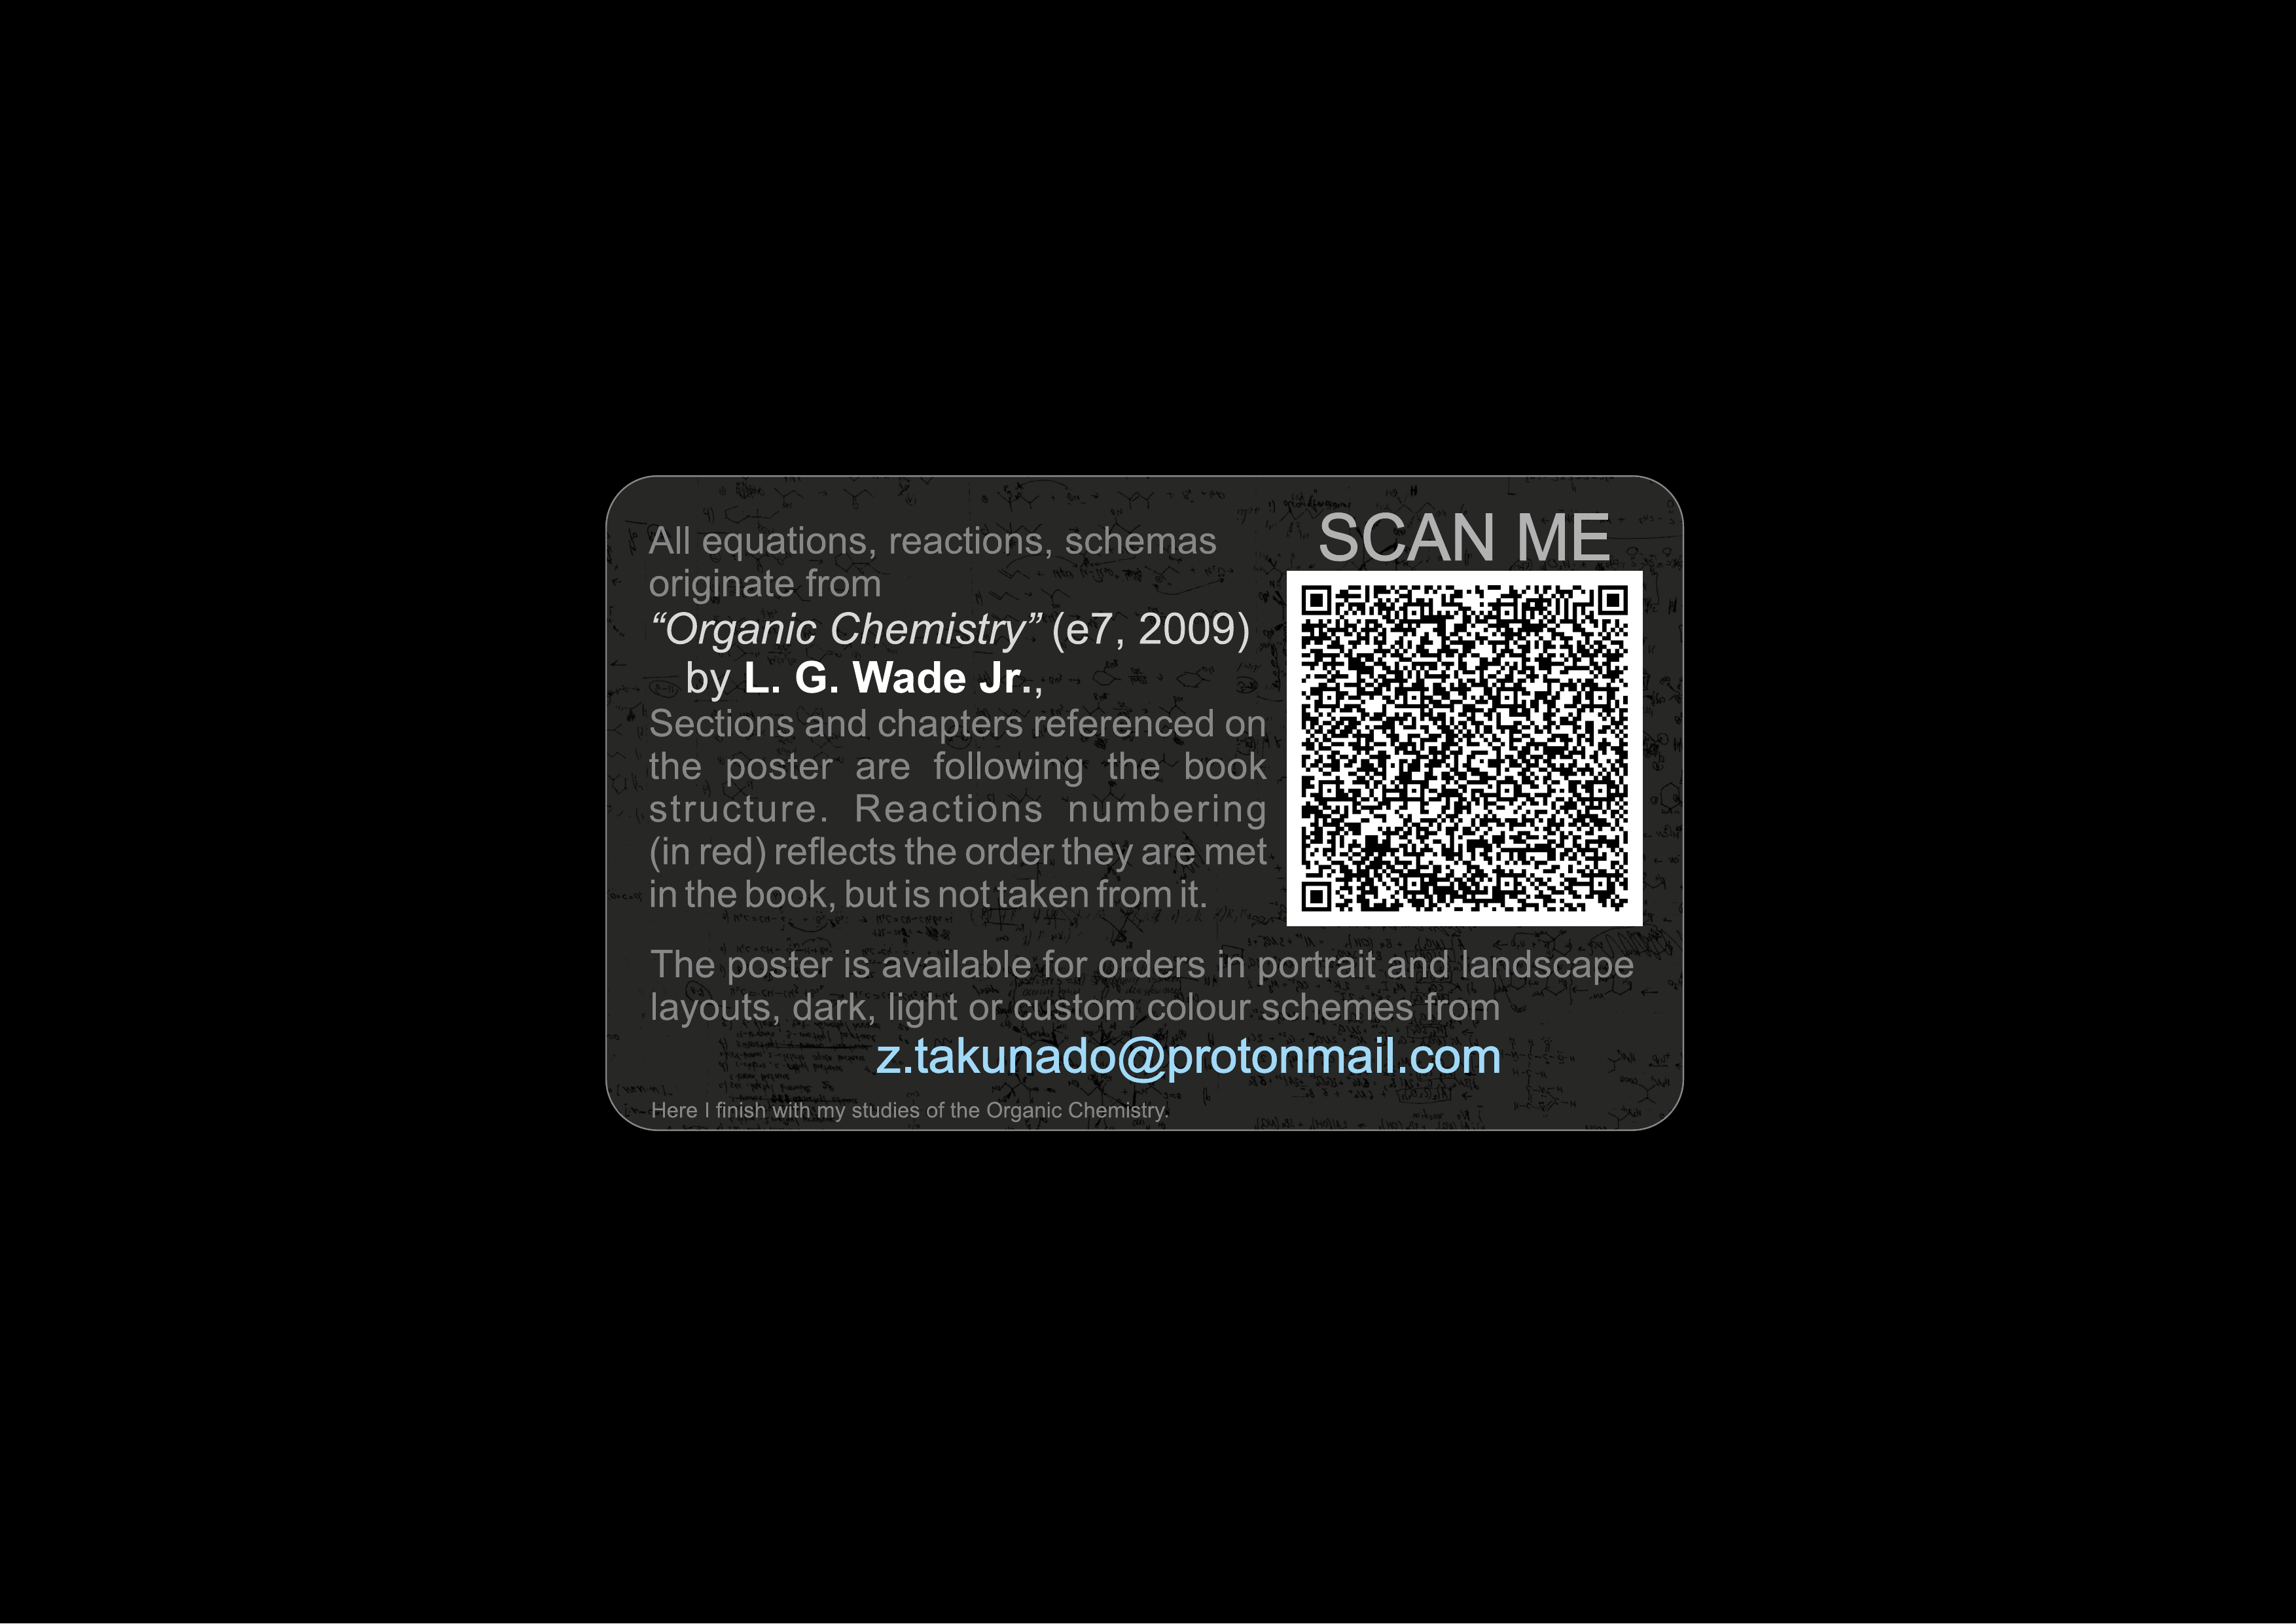 All equations, reactions, schemas
originate from
“Organic Chemistry” (e7, 2009)
by L. G. Wade Jr.,
Sections and chapters referenced on
the poster are following the book
structure. Reactions numbering
(in red) reflects the order they are met
in the book, but is not taken from it.
SCAN ME
The poster is available for orders in portrait and landscape
layouts, dark, light or custom colour schemes from
z.takunado@protonmail.com
Here I finish with my studies of the Organic Chemistry.